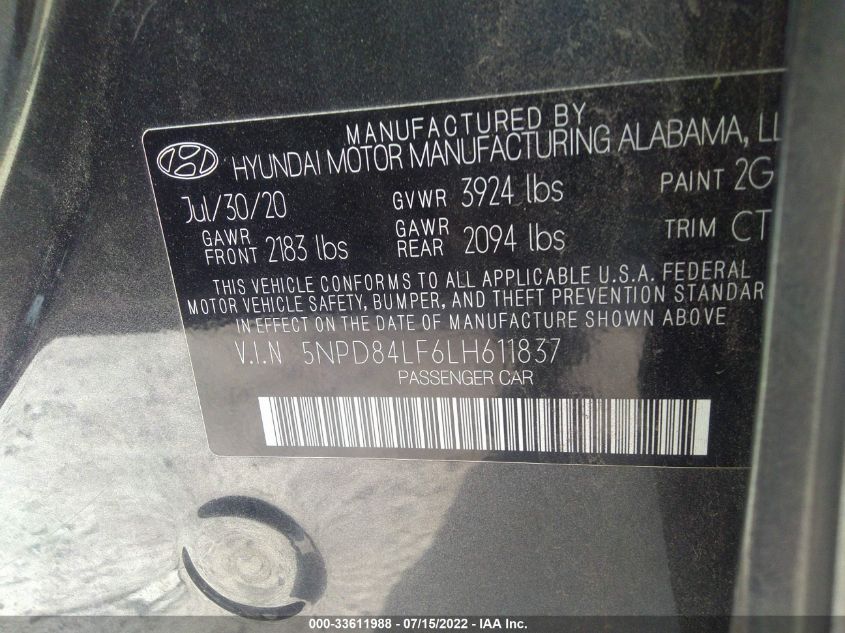 MANUFACTURED BY
HYUNDAI MOTOR MANUFACTURING ALABAMA, LL
Jul/30/20 GVWR 3924 lbs PAINT 2G
GAWR FRONT 2183 lbs GAWR REAR 2094 lbs TRIM CT
THIS VEHICLE CONFORMS TO ALL APPLICABLE U.S.A. FEDERAL
MOTOR VEHICLE SAFETY, BUMPER, AND THEFT PREVENTION STANDAR
IN EFFECT ON THE DATE OF MANUFACTURE SHOWN ABOVE
V.I.N 5NPD84LF6LH611837
PASSENGER CAR
000-33611988 - 07/15/2022 - IAA Inc.